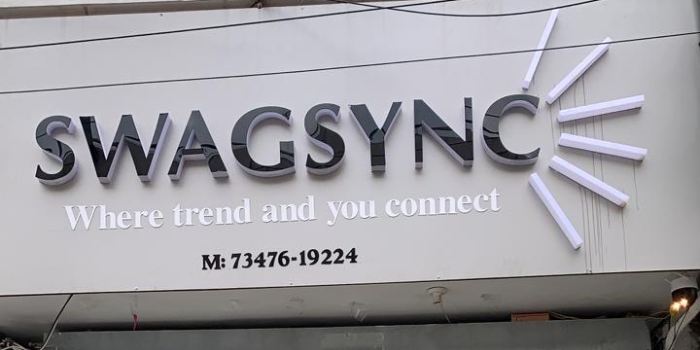 SWAGSYNC
Where trend and you connect
M: 73476-19224